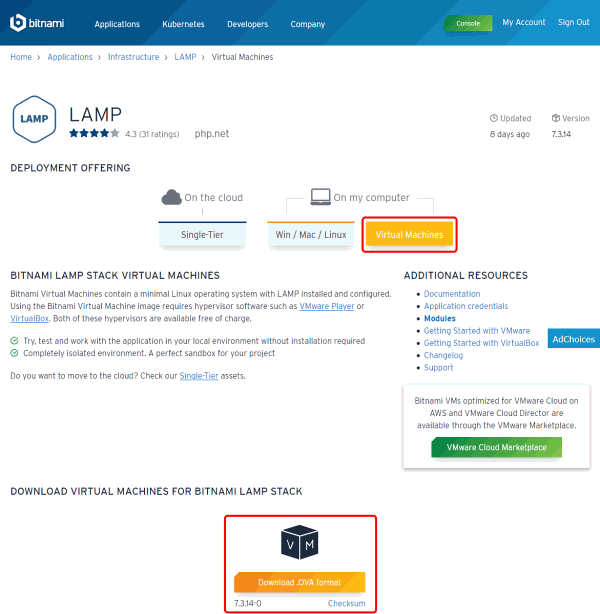 bitnami
Applications
Kubernetes
Developers
Company
Console
My Account
Sign Out
Home > Applications > Infrastructure > LAMP > Virtual Machines
LAMP
LAMP
4.3 (31 ratings)
php.net
Updated
Version
8 days ago
7.3.14
DEPLOYMENT OFFERING
On the cloud
On my computer
Single-Tier
Win / Mac / Linux
Virtual Machines
BITNAMI LAMP STACK VIRTUAL MACHINES
Bitnami Virtual Machines contain a minimal Linux operating system with LAMP installed and configured.
Using the Bitnami Virtual Machine image requires hypervisor software such as VMware Player or
VirtualBox. Both of these hypervisors are available free of charge.
Try, test and work with the application in your local environment without installation required
Completely isolated environment. A perfect sandbox for your project
Do you want to move to the cloud? Check our Single-Tier assets.
ADDITIONAL RESOURCES
• Documentation
• Application credentials
• Modules
• Getting Started with VMware
• Getting Started with VirtualBox
• Changelog
• Support
AdChoices
Bitnami VMs optimized for VMware Cloud on
AWS and VMware Cloud Director are
available through the VMware Marketplace.
VMware Cloud Marketplace
DOWNLOAD VIRTUAL MACHINES FOR BITNAMI LAMP STACK
VM
Download .OVA format
7.3.14-0
Checksum